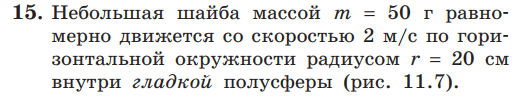 15. Небольшая шайба массой m = 50 г равно-
мерно движется со скоростью 2 м/с по гори-
зонтальной окружности радиусом r = 20 см
внутри гладкой полусферы (рис. 11.7).